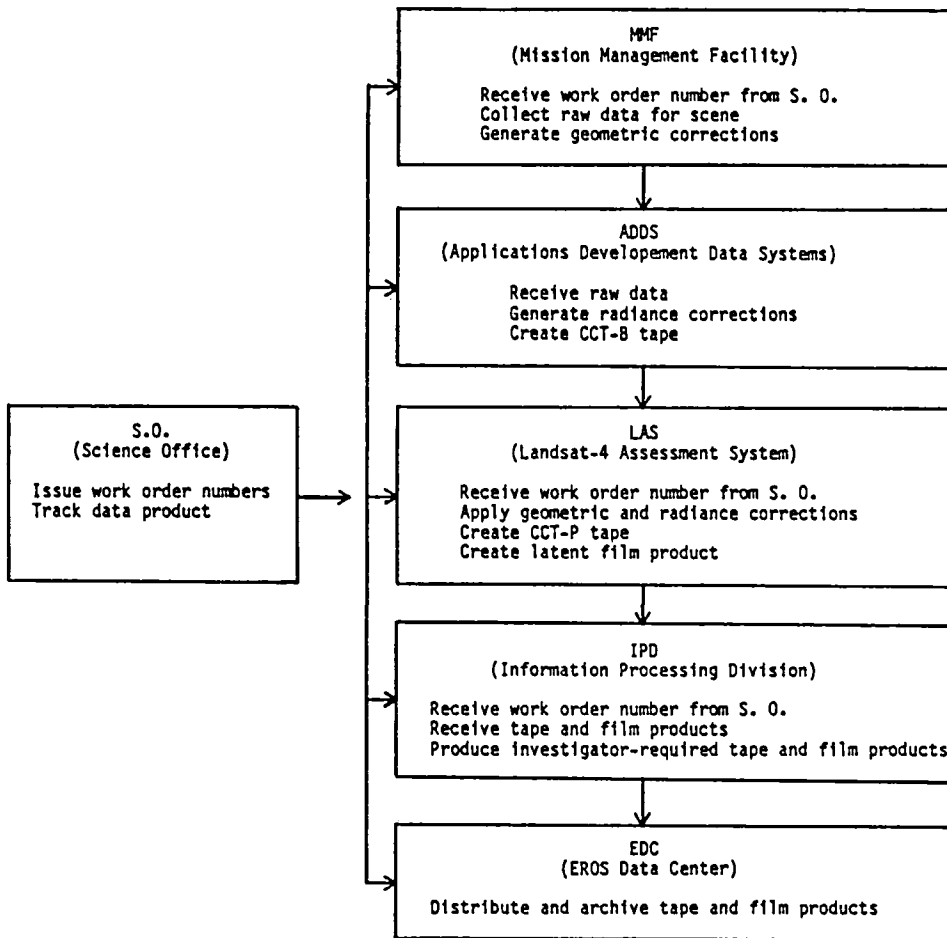 MMF
(Mission Management Facility)
Receive work order number from S. O.
Collect raw data for scene
Generate geometric corrections
ADDS
(Applications Developement Data Systems)
Receive raw data
Generate radiance corrections
Create CCT-B tape
S.O.
(Science Office)
Issue work order numbers
Track data product
LAS
(Landsat-4 Assessment System)
Receive work order number from S. O.
Apply geometric and radiance corrections
Create CCT-P tape
Create latent film product
IPD
(Information Processing Division)
Receive work order number from S. O.
Receive tape and film products
Produce investigator-required tape and film products
EDC
(EROS Data Center)
Distribute and archive tape and film products